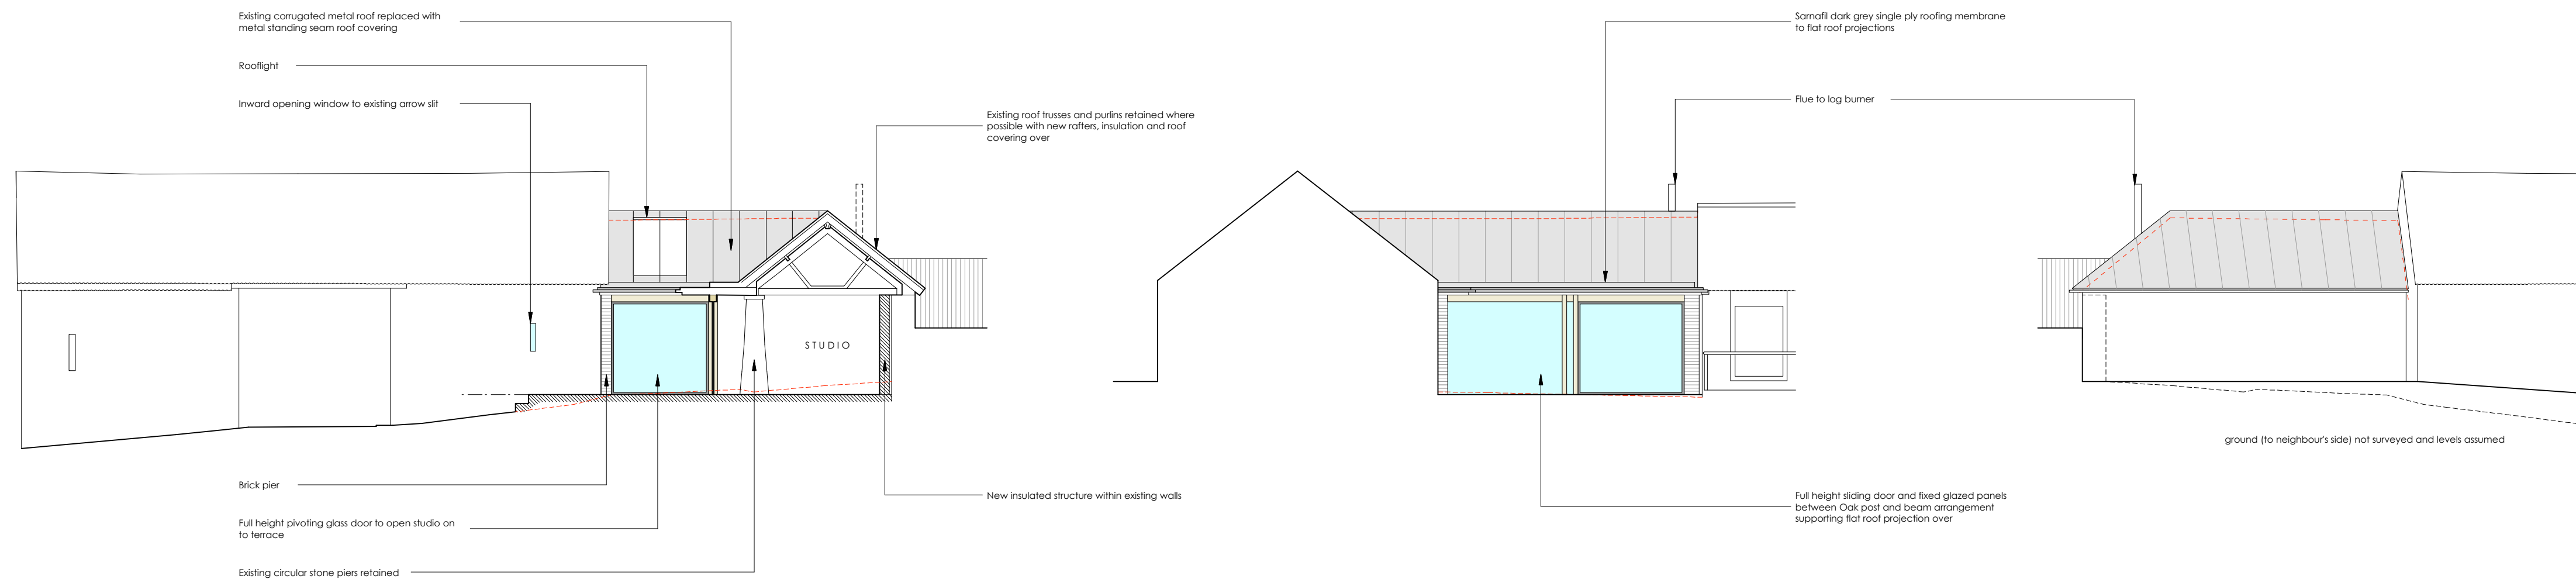 Existing corrugated metal roof replaced with
metal standing seam roof covering
Rooflight
Inward opening window to existing arrow slit
Existing roof trusses and purlins retained where
possible with new rafters, insulation and roof
covering over
STUDIO
Brick pier
Full height pivoting glass door to open studio on
to terrace
Existing circular stone piers retained
New insulated structure within existing walls
Sarnafil dark grey single ply roofing membrane
to flat roof projections
Flue to log burner
Full height sliding door and fixed glazed panels
between Oak post and beam arrangement
supporting flat roof projection over
ground (to neighbour's side) not surveyed and levels assumed